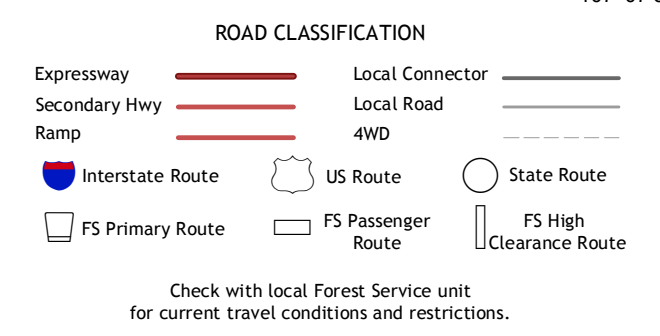 ROAD CLASSIFICATION
Expressway
Local Connector
Secondary Hwy
Local Road
Ramp
4WD
Interstate Route
US Route
State Route
FS Primary Route
FS Passenger
Route
FS High
Clearance Route
Check with local Forest Service unit
for current travel conditions and restrictions.